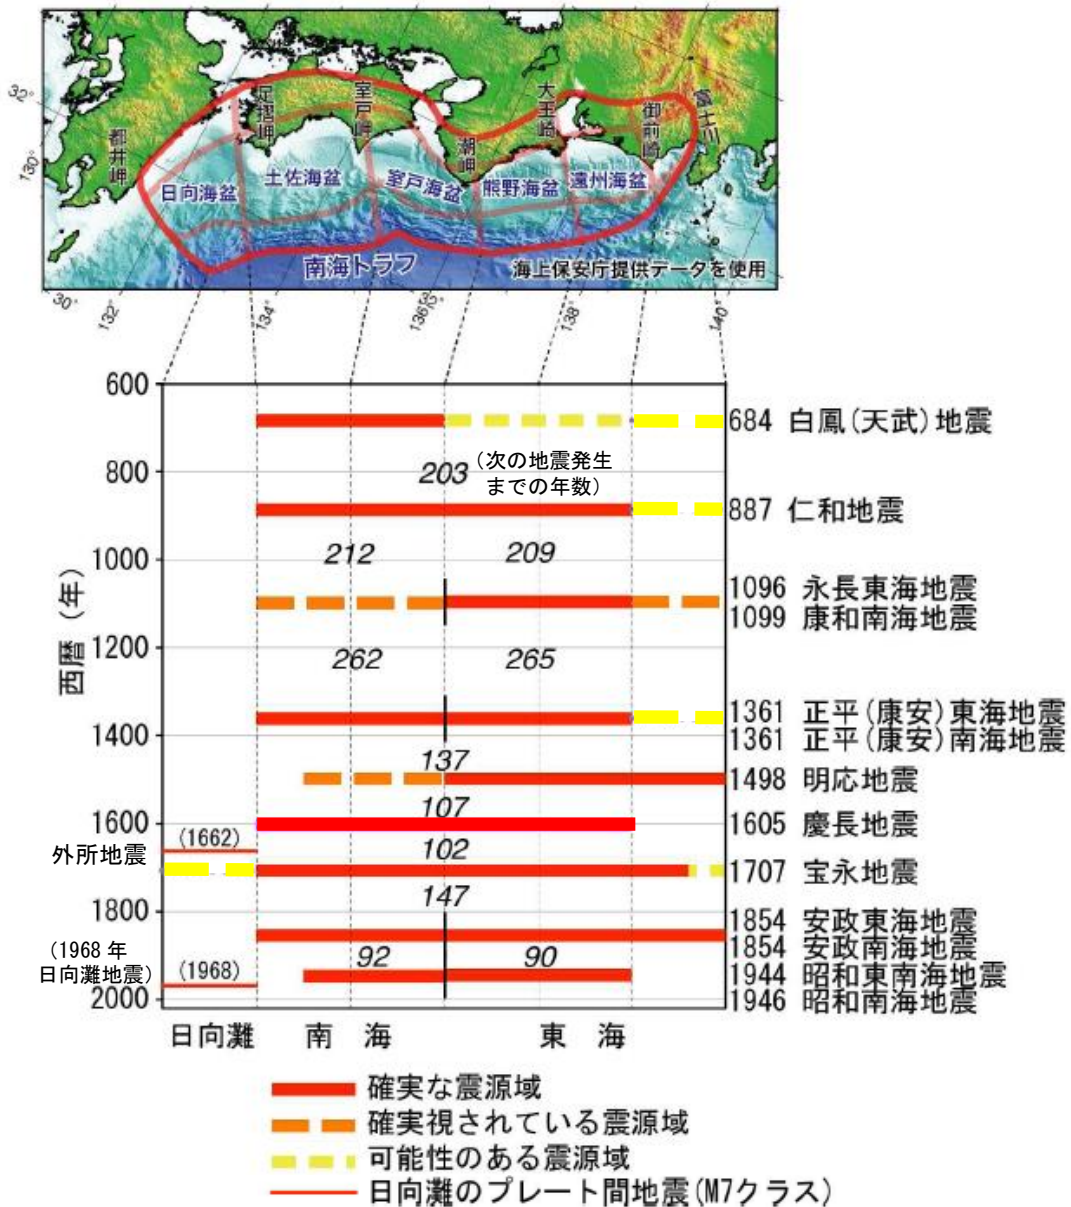 足摺岬
室戸岬
大王崎
御前崎
富士川
都井岬
潮岬
日向海盆
土佐海盆
室戸海盆
熊野海盆
遠州海盆
南海トラフ
海上保安庁提供データを使用
32°
130°
30°
132°
134°
136°
138°
140°
西暦（年）
600
800
1000
1200
1400
1600
1800
2000
684 白鳳(天武)地震
203
(次の地震発生
までの年数)
887 仁和地震
212
209
1096 永長東海地震
1099 康和南海地震
262
265
1361 正平(康安)東海地震
1361 正平(康安)南海地震
137
1498 明応地震
107
1605 慶長地震
(1662)
外所地震
102
1707 宝永地震
147
1854 安政東海地震
1854 安政南海地震
(1968 年
日向灘地震)
(1968)
92
90
1944 昭和東南海地震
1946 昭和南海地震
日向灘
南 海
東 海
確実な震源域
確実視されている震源域
可能性のある震源域
日向灘のプレート間地震(M7クラス)